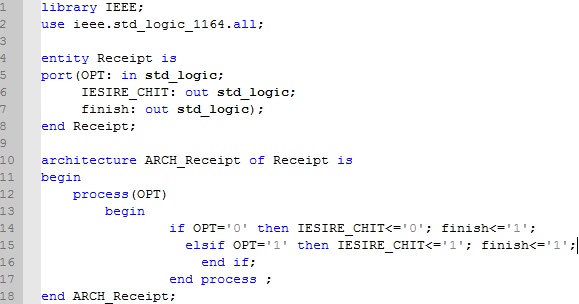 1 library IEEE;
2 use ieee.std_logic_1164.all;
3
4 entity Receipt is
5 port(OPT: in std_logic;
6 IESIRE_CHIT: out std_logic;
7 finish: out std_logic);
8 end Receipt;
9
10 architecture ARCH_Receipt of Receipt is
11 begin
12 process(OPT)
13 begin
14 if OPT='0' then IESIRE_CHIT<='0'; finish<='1';
15 elsif OPT='1' then IESIRE_CHIT<='1'; finish<='1';
16 end if;
17 end process ;
18 end ARCH_Receipt;